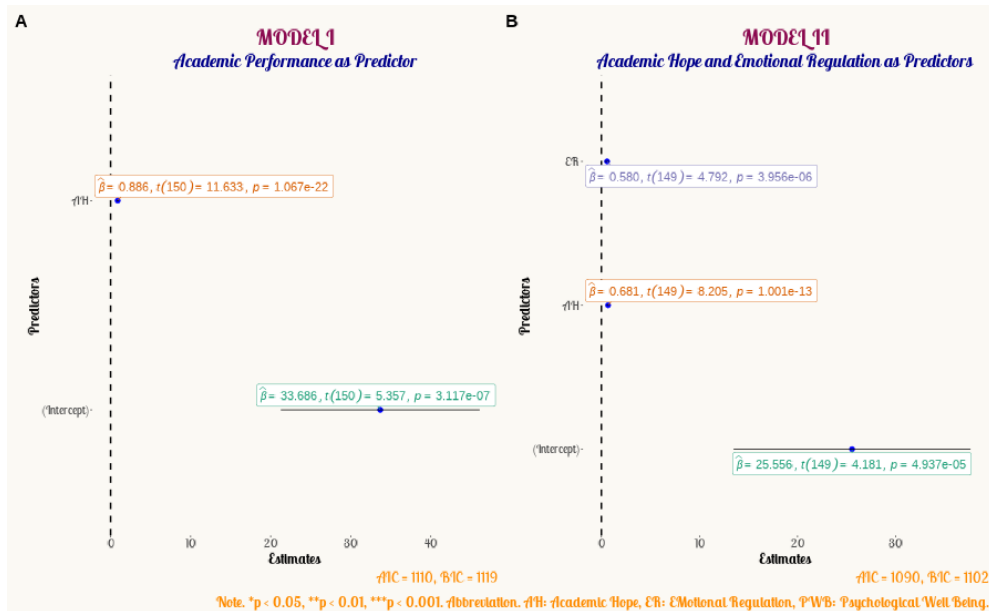 A
MODEL I
Academic Performance as Predictor
β̂ = 0.886, t(150) = 11.633, p = 1.067e-22
AH
Predictors
β̂ = 33.686, t(150) = 5.357, p = 3.117e-07
(Intercept)
0 10 20 30 40
Estimates
AIC = 1110, BIC = 1119
B
MODEL II
Academic Hope and Emotional Regulation as Predictors
ER
β̂ = 0.580, t(149) = 4.792, p = 3.956e-06
β̂ = 0.681, t(149) = 8.205, p = 1.001e-13
AH
Predictors
(Intercept)
β̂ = 25.556, t(149) = 4.181, p = 4.937e-05
0 10 20 30
Estimates
AIC = 1090, BIC = 1102
Note. *p < 0.05, **p < 0.01, ***p < 0.001. Abbreviation. AH: Academic Hope, ER: EMotional Regulation, PWB: Psychological Well Being.